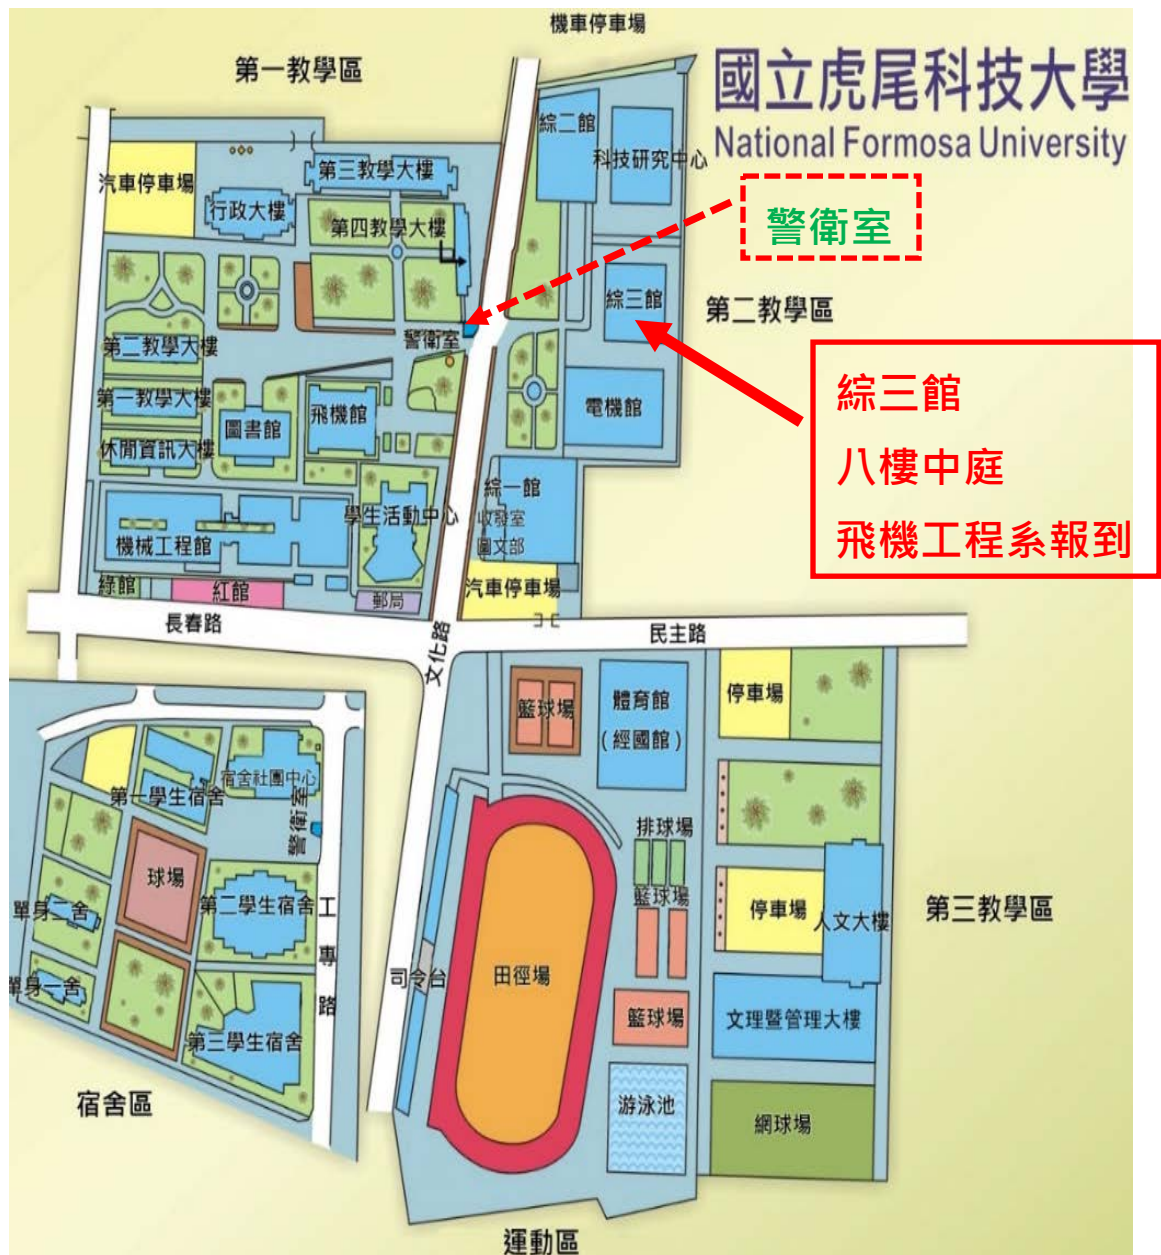 機車停車場
第一教學區
國立虎尾科技大學
National Formosa University
綜二館
科技研究中心
第三教學大樓
汽車停車場
行政大樓
第四教學大樓
警衛室
綜三館
第二教學區
警衛室
第二教學大樓
綜三館
八樓中庭
飛機工程系報到
第一教學大樓
飛機館
電機館
圖書館
休閒資訊大樓
綜一館
收發室
圖文部
學生活動中心
機械工程館
綠館
紅館
郵局
汽車停車場
長春路
文化路
民主路
籃球場
體育館
(經國館)
停車場
宿舍社團中心
第一學生宿舍
警衛室
排球場
球場
籃球場
單身二舍
第二學生宿舍
工專路
停車場
人文大樓
第三教學區
單身一舍
司令台
田徑場
籃球場
文理暨管理大樓
第三學生宿舍
宿舍區
游泳池
網球場
運動區